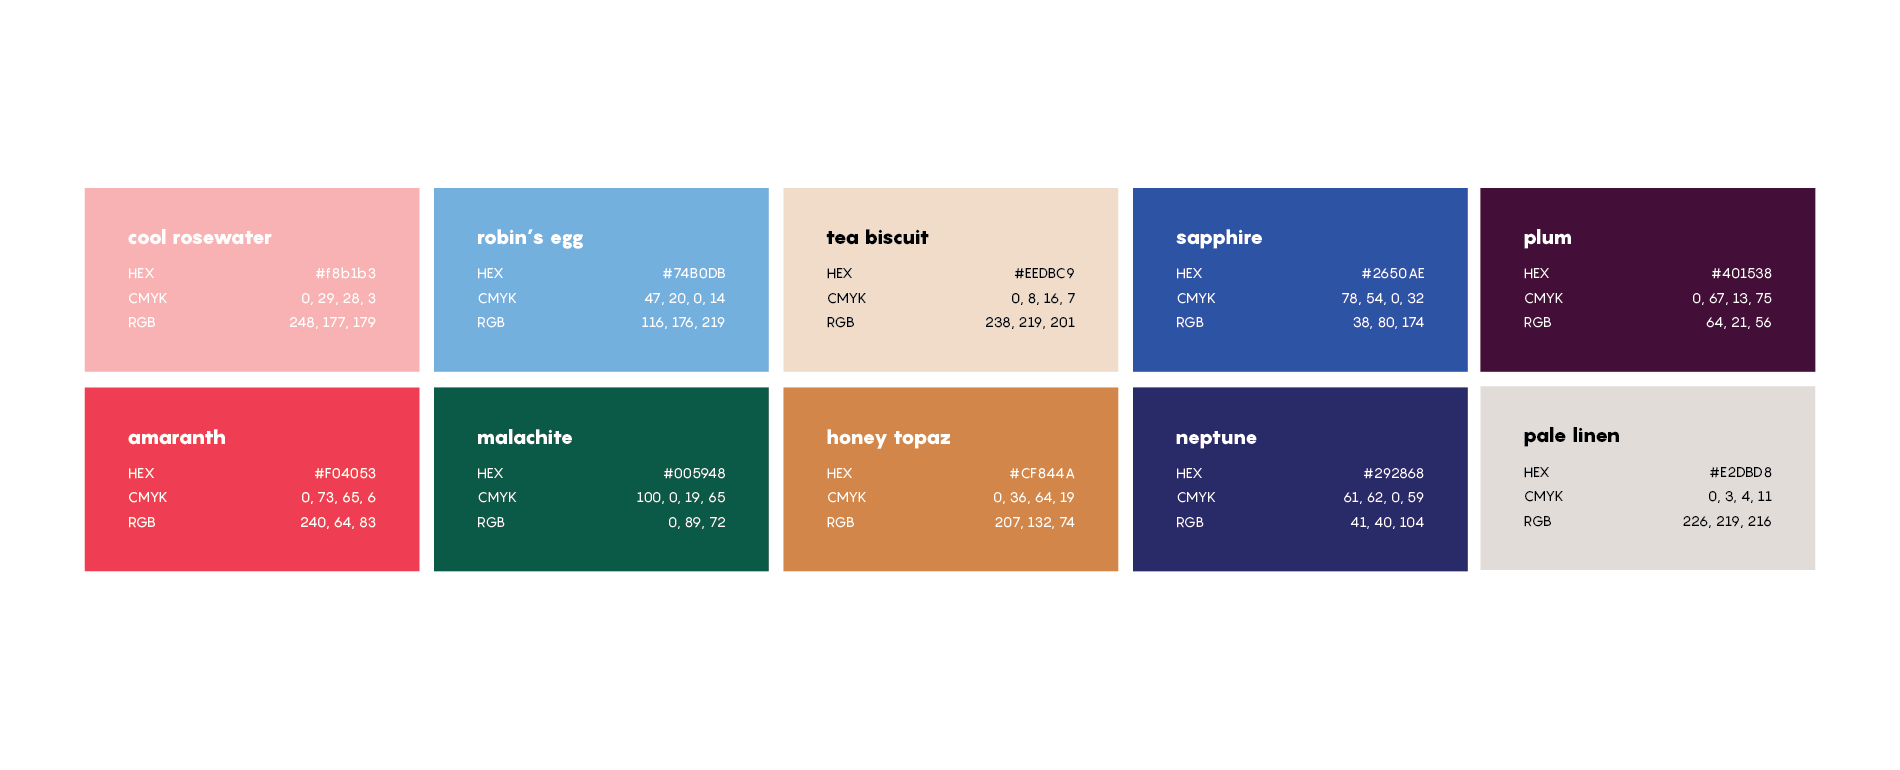 cool rosewater
HEX #f8b1b3
CMYK 0, 29, 28, 3
RGB 248, 177, 179
robin's egg
HEX #74B0DB
CMYK 47, 20, 0, 14
RGB 116, 176, 219
tea biscuit
HEX #EEDBC9
CMYK 0, 8, 16, 7
RGB 238, 219, 201
sapphire
HEX #2650AE
CMYK 78, 54, 0, 32
RGB 38, 80, 174
plum
HEX #401538
CMYK 0, 67, 13, 75
RGB 64, 21, 56
amaranth
HEX #F04053
CMYK 0, 73, 65, 6
RGB 240, 64, 83
malachite
HEX #005948
CMYK 100, 0, 19, 65
RGB 0, 89, 72
honey topaz
HEX #CF844A
CMYK 0, 36, 64, 19
RGB 207, 132, 74
neptune
HEX #292868
CMYK 61, 62, 0, 59
RGB 41, 40, 104
pale linen
HEX #E2DBD8
CMYK 0, 3, 4, 11
RGB 226, 219, 216